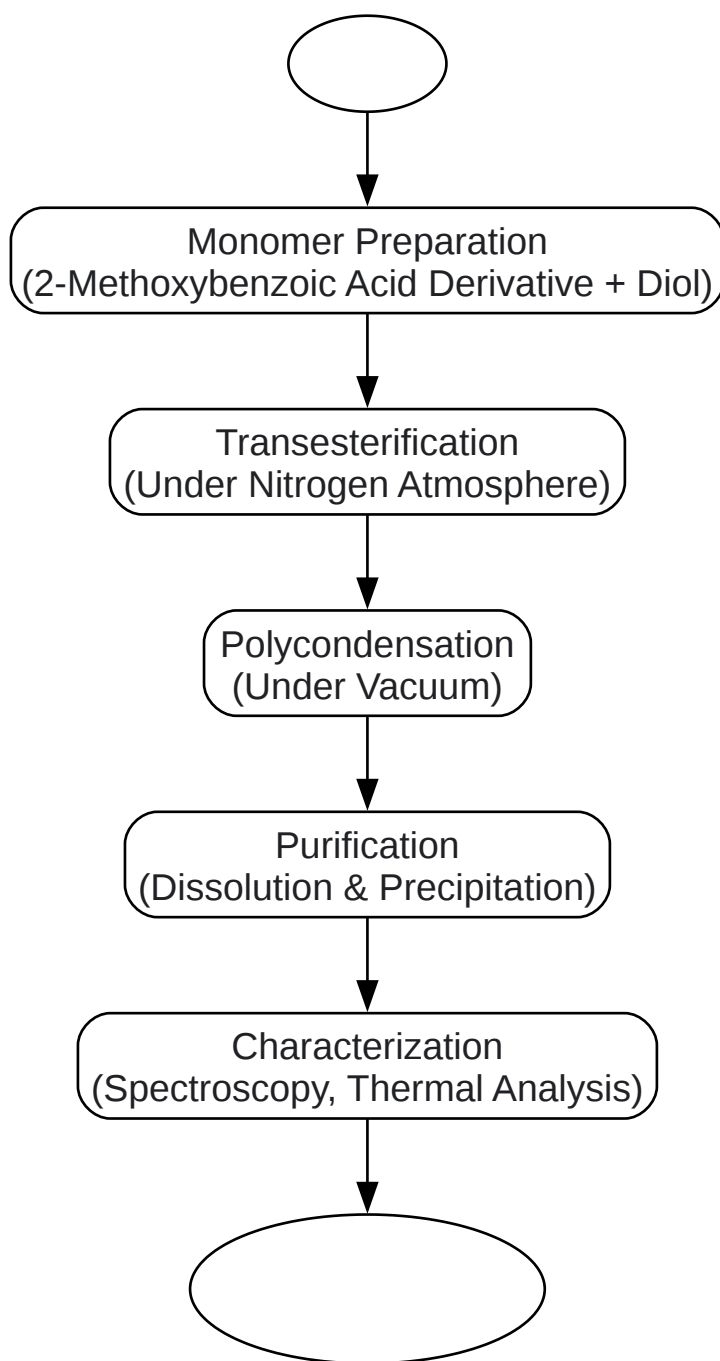 Monomer Preparation
(2-Methoxybenzoic Acid Derivative + Diol)
Transesterification
(Under Nitrogen Atmosphere)
Polycondensation
(Under Vacuum)
Purification
(Dissolution & Precipitation)
Characterization
(Spectroscopy, Thermal Analysis)